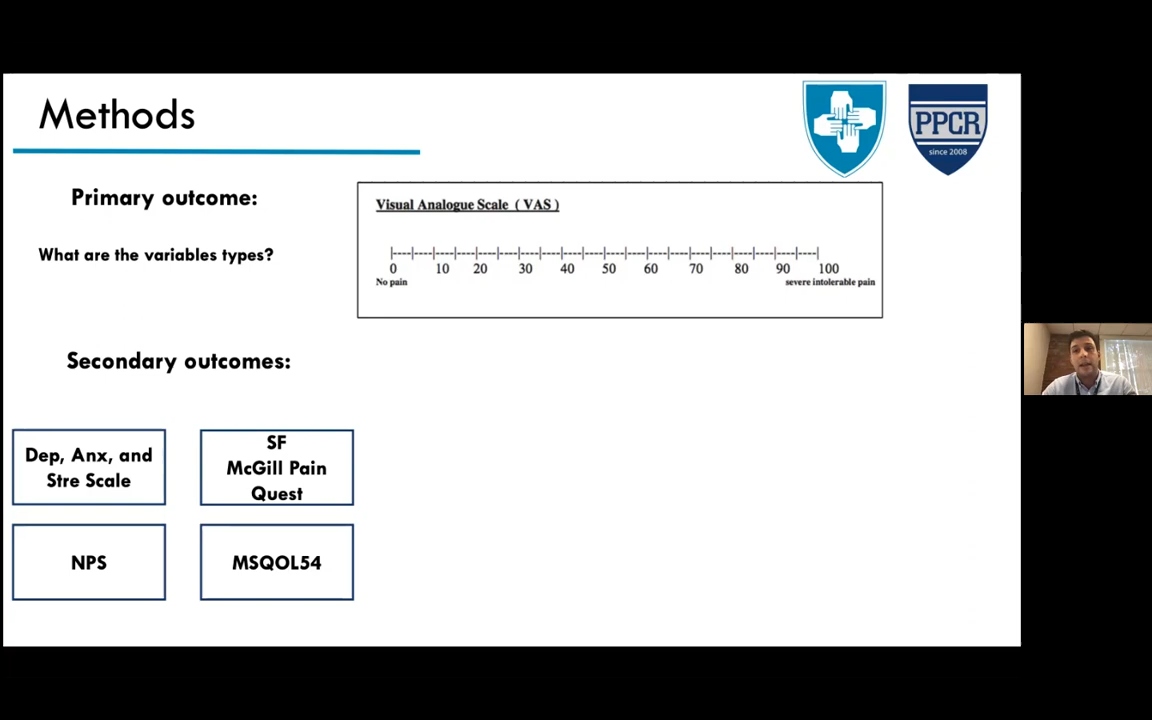 Methods
PPCR
since 2008
Primary outcome:
What are the variables types?
Visual Analogue Scale ( VAS )
0 10 20 30 40 50 60 70 80 90 100
No pain severe intolerable pain
Secondary outcomes:
Dep, Anx, and
Stre Scale
SF
McGill Pain
Quest
NPS
MSQOL54